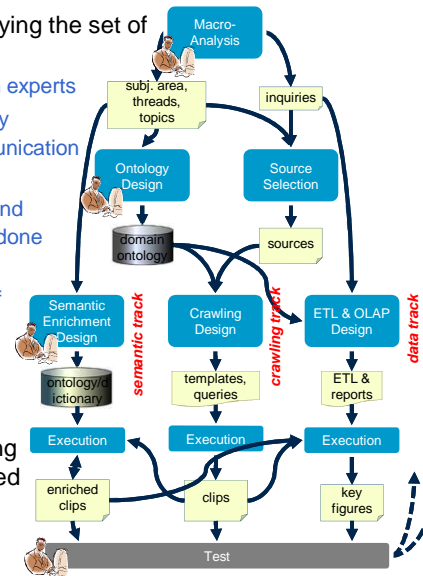 ying the set of
Macro-
Analysis
experts
subj. area,
threads,
topics
inquiries
y
unication
Ontology
Design
Source
Selection
nd
done
domain
ontology
sources
Semantic
Enrichment
Design
semantic track
Crawling
Design
crawling track
ETL & OLAP
Design
data track
ontology/d
ictionary
templates,
queries
ETL &
reports
Execution
Execution
Execution
ng
ed
enriched
clips
clips
key
figures
Test